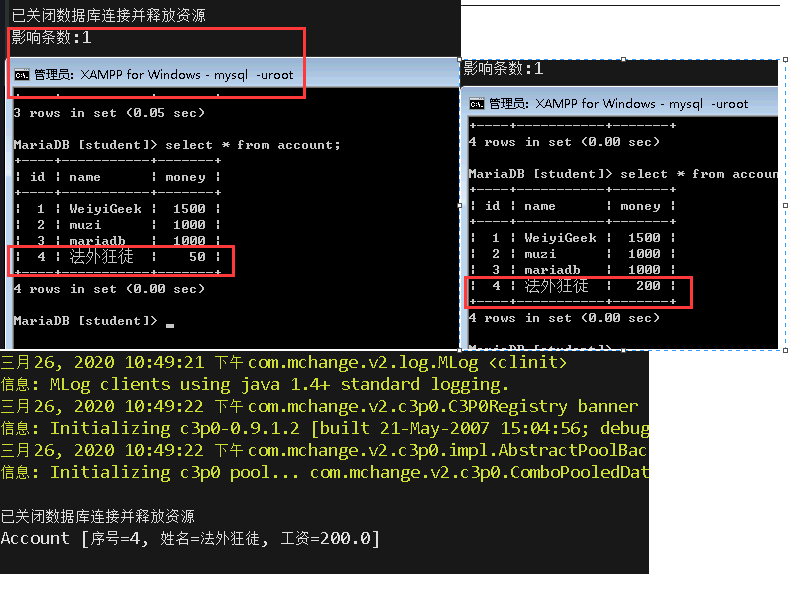 已关闭数据库连接并释放资源
影响条数:1
管理员: XAMPP for Windows - mysql -uroot
3 rows in set (0.05 sec)
MariaDB [student]> select * from account;
+----+-----------+-------+
| id | name | money |
+----+-----------+-------+
| 1 | WeiyiGeek | 1500 |
| 2 | muzi | 1000 |
| 3 | mariadb | 1000 |
| 4 | 法外狂徒 | 50 |
+----+-----------+-------+
4 rows in set (0.00 sec)
MariaDB [student]> _
影响条数:1
管理员: XAMPP for Windows - mysql -uroot
+----+-----------+-------+
4 rows in set (0.00 sec)
MariaDB [student]> select * from accoun
+----+-----------+-------+
| id | name | money |
+----+-----------+-------+
| 1 | WeiyiGeek | 1500 |
| 2 | muzi | 1000 |
| 3 | mariadb | 1000 |
| 4 | 法外狂徒 | 200 |
+----+-----------+-------+
4 rows in set (0.00 sec)
三月 26, 2020 10:49:21 下午 com.mchange.v2.log.MLog <clinit>
信息: MLog clients using java 1.4+ standard logging.
三月 26, 2020 10:49:22 下午 com.mchange.v2.c3p0.C3P0Registry banner
信息: Initializing c3p0-0.9.1.2 [built 21-May-2007 15:04:56; debug
三月 26, 2020 10:49:22 下午 com.mchange.v2.c3p0.impl.AbstractPoolBac
信息: Initializing c3p0 pool... com.mchange.v2.c3p0.ComboPooledDat
已关闭数据库连接并释放资源
Account [序号=4, 姓名=法外狂徒, 工资=200.0]